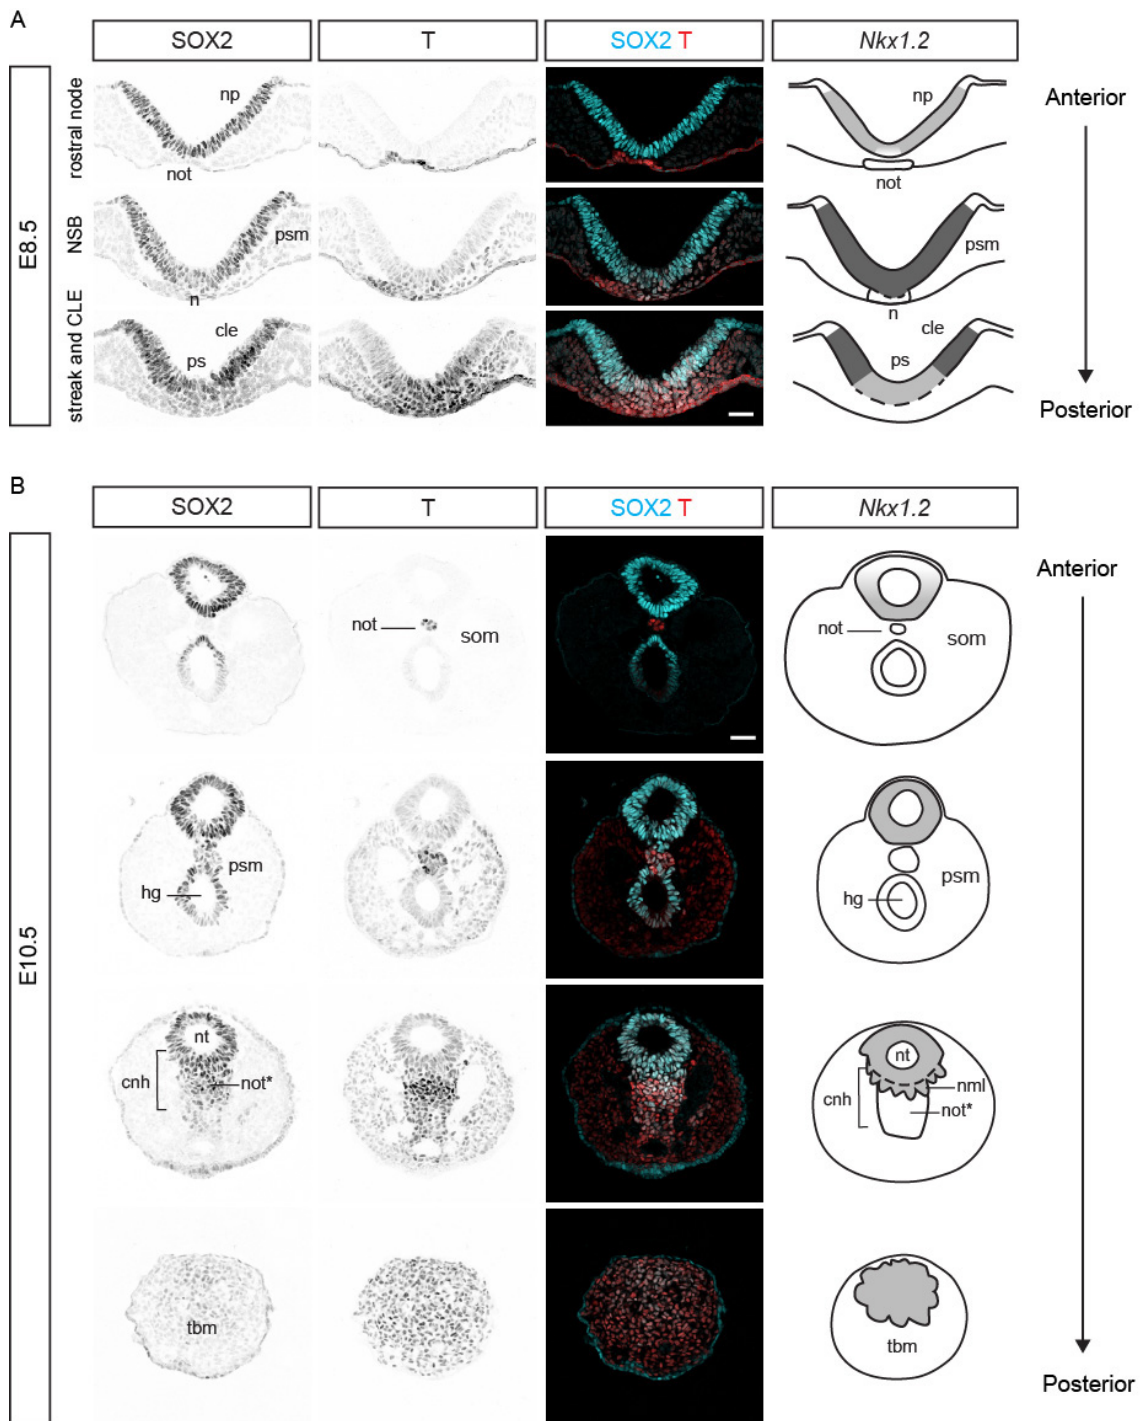 A
SOX2
T
SOX2 T
Nkx1.2
E8.5
rostral node
np
not
np
not
Anterior
NSB
psm
n
psm
n
streak and CLE
cle
ps
cle
ps
Posterior
B
SOX2
T
SOX2 T
Nkx1.2
E10.5
not
som
not
som
Anterior
psm
hg
psm
hg
nt
cnh
not*
nt
nml
cnh
not*
tbm
tbm
Posterior